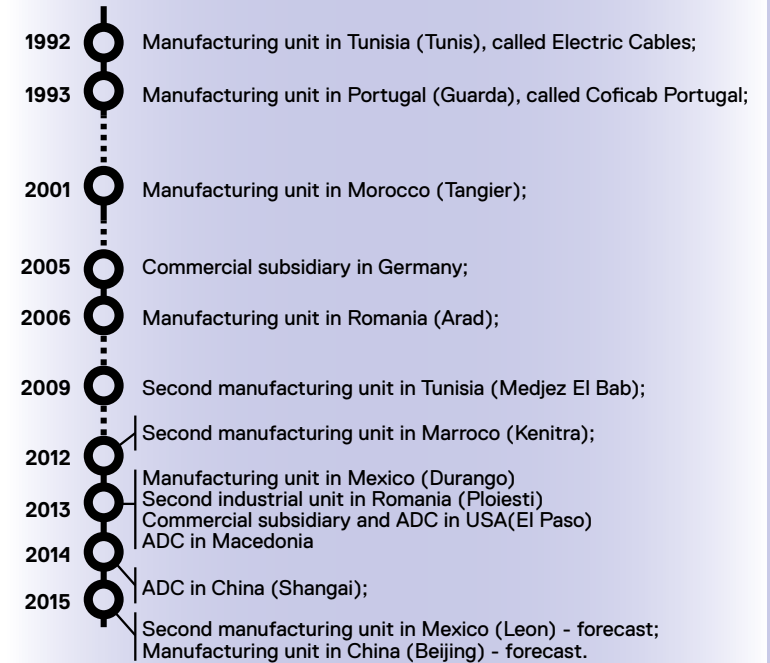 1992 Manufacturing unit in Tunisia (Tunis), called Electric Cables;
1993 Manufacturing unit in Portugal (Guarda), called Coficab Portugal;
2001 Manufacturing unit in Morocco (Tangier);
2005 Commercial subsidiary in Germany;
2006 Manufacturing unit in Romania (Arad);
2009 Second manufacturing unit in Tunisia (Medjez El Bab);
2012 Second manufacturing unit in Marroco (Kenitra);
2013 Manufacturing unit in Mexico (Durango)
Second industrial unit in Romania (Ploiesti)
Commercial subsidiary and ADC in USA(El Paso)
ADC in Macedonia
2014 ADC in China (Shangai);
2015 Second manufacturing unit in Mexico (Leon) - forecast;
Manufacturing unit in China (Beijing) - forecast.